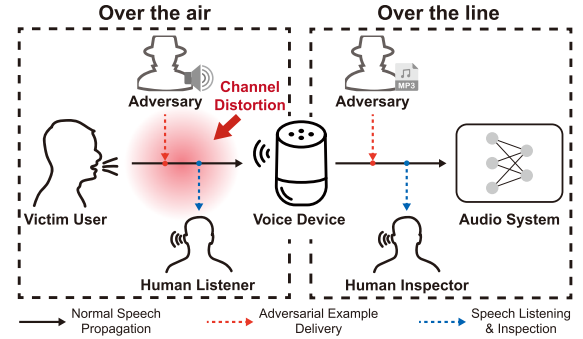 Over the air
Over the line
Adversary
Channel
Distortion
MP3
Adversary
Victim User
Voice Device
Audio System
Human Listener
Human Inspector
Normal Speech
Propagation
Adversarial Example
Delivery
Speech Listening
& Inspection